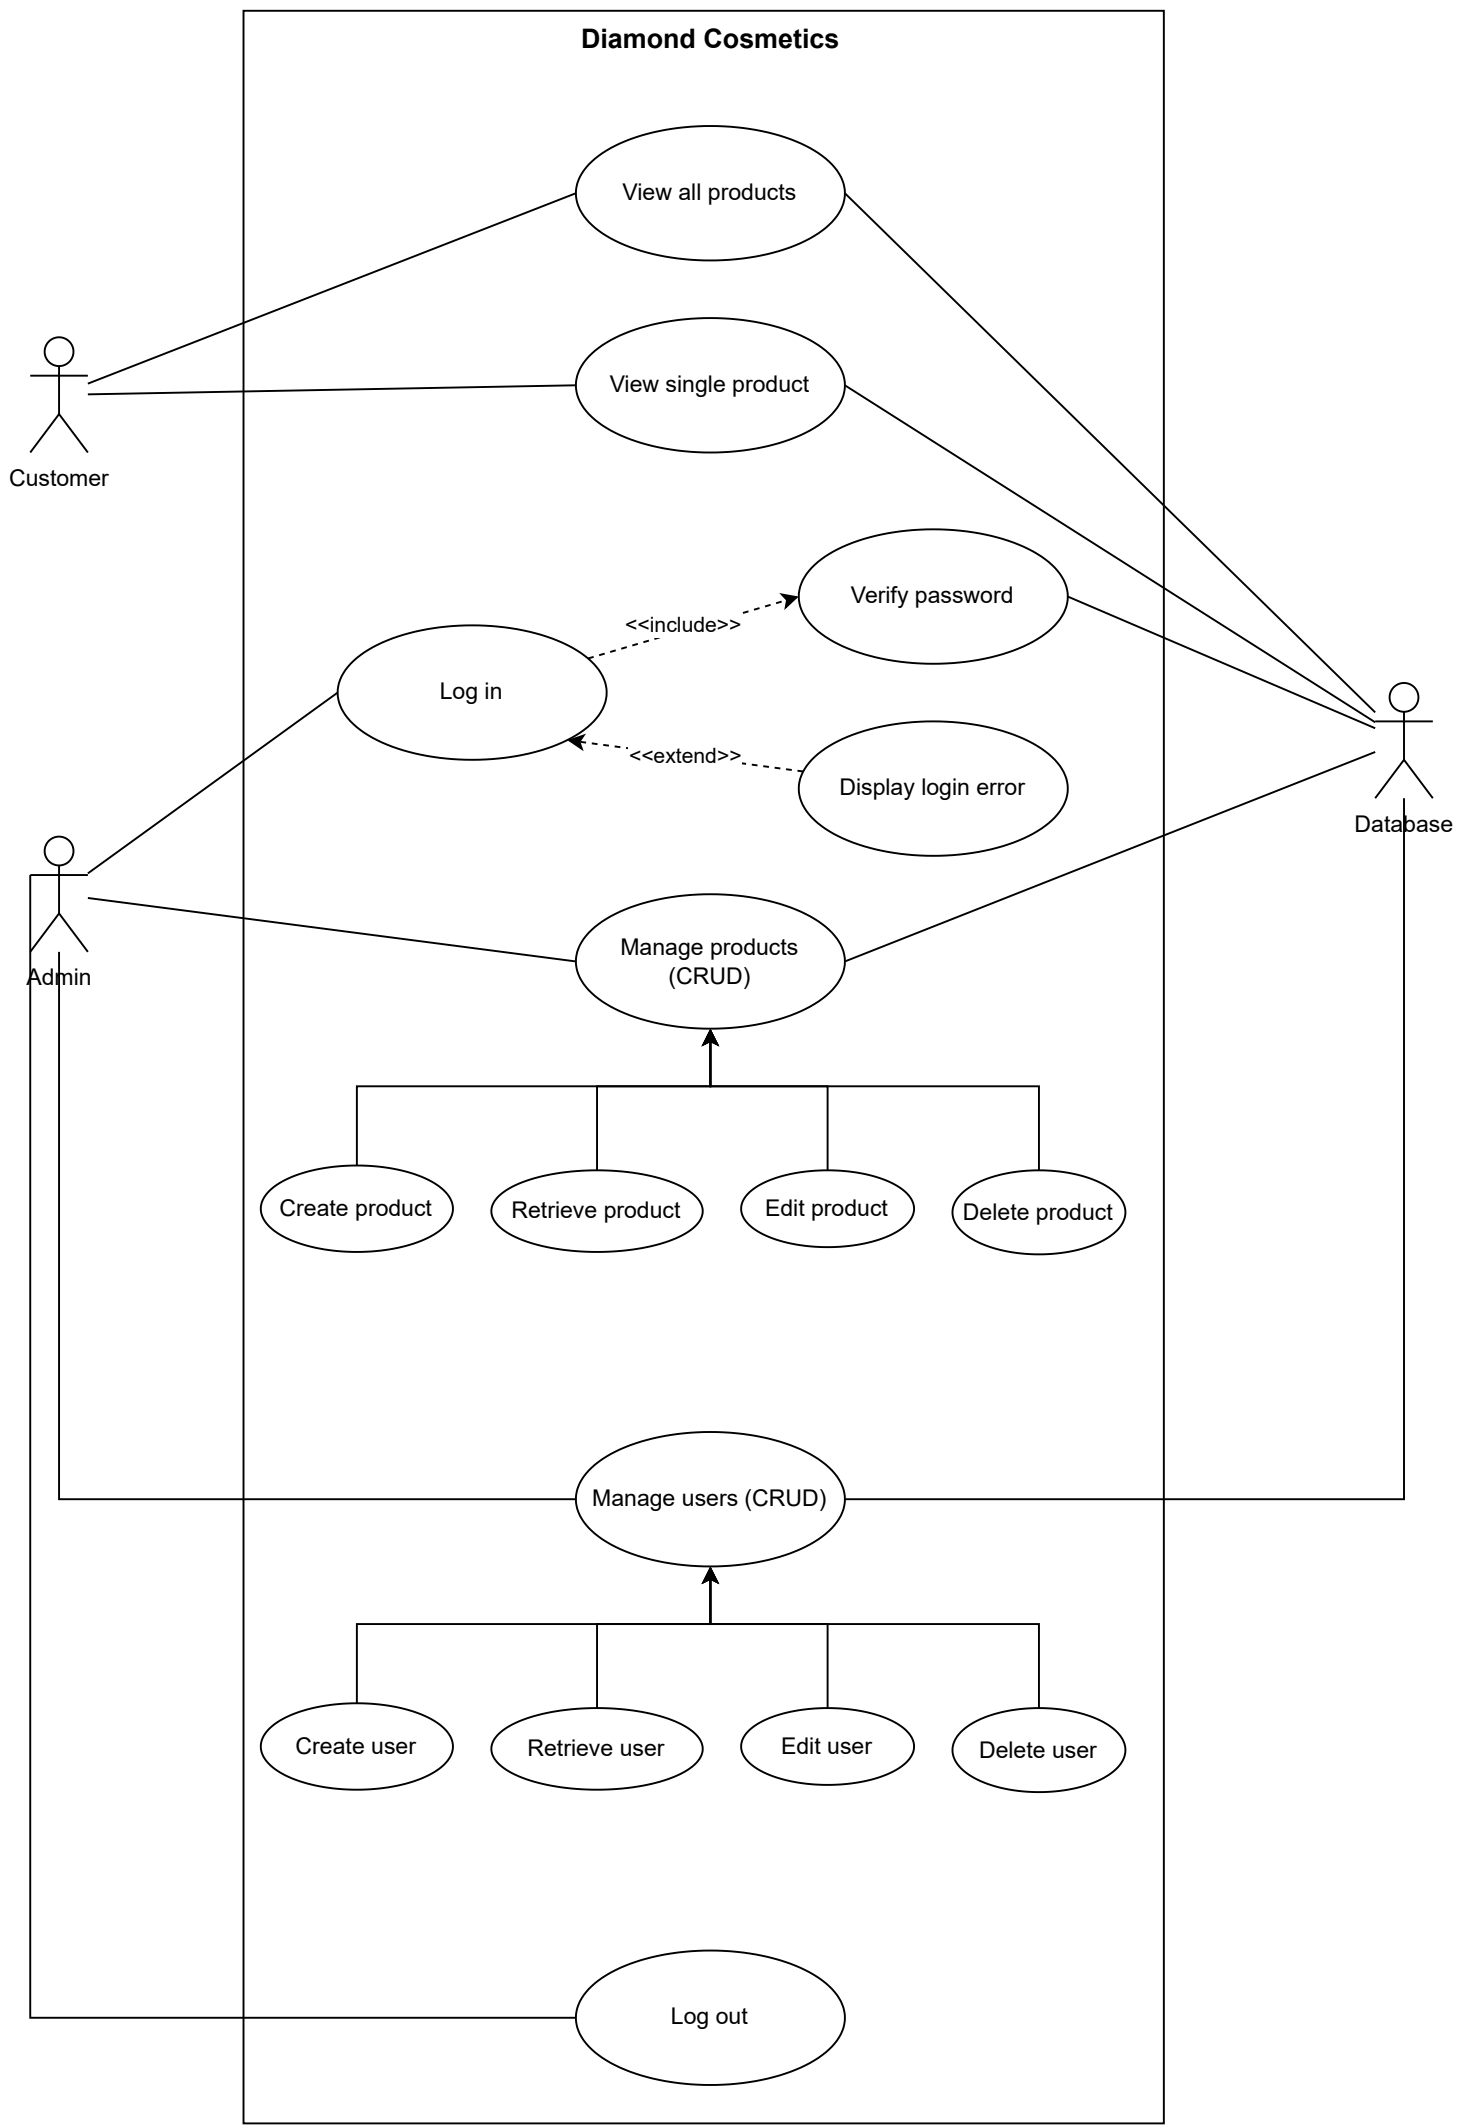 Diamond Cosmetics
View all products
View single product
Customer
Verify password
<<include>>
Log in
<<extend>>
Display login error
Database
Admin
Manage products
(CRUD)
Create product
Retrieve product
Edit product
Delete product
Manage users (CRUD)
Create user
Retrieve user
Edit user
Delete user
Log out